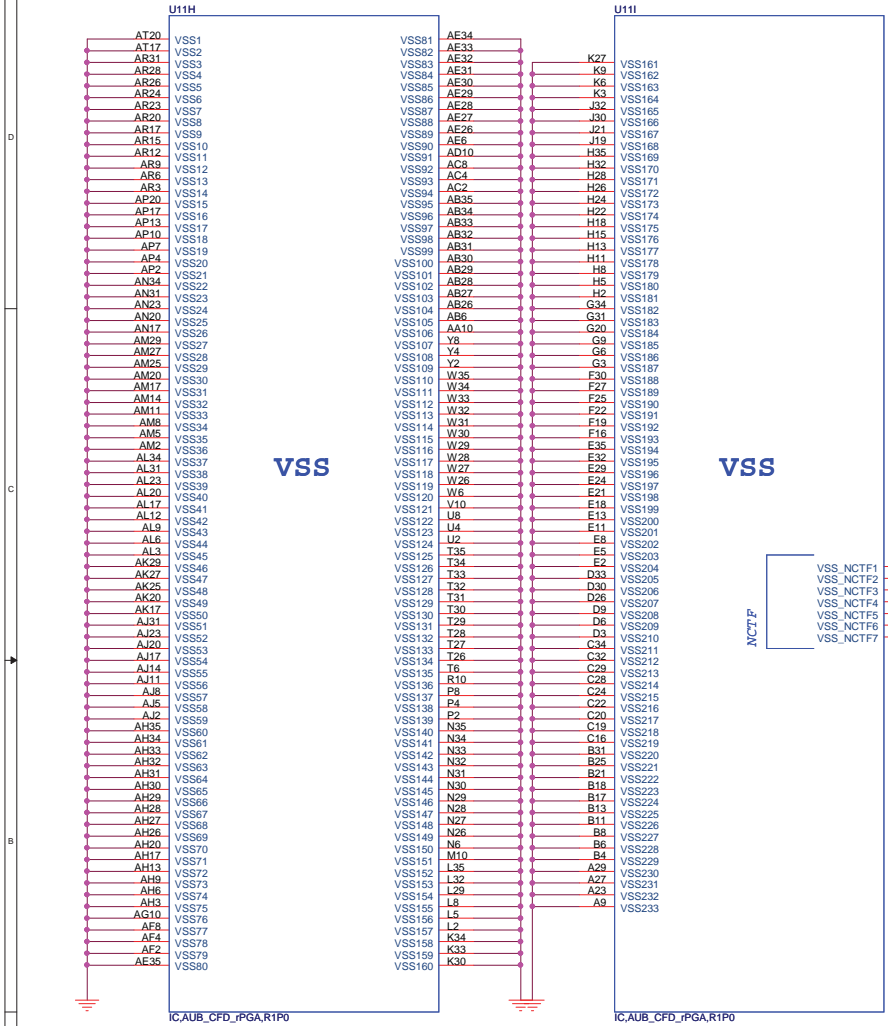 U11H
AT20 VSS1
AT17 VSS2
AR31 VSS3
AR28 VSS4
AR26 VSS5
AR24 VSS6
AR23 VSS7
AR20 VSS8
AR17 VSS9
AR15 VSS10
AR12 VSS11
AR9 VSS12
AR6 VSS13
AR3 VSS14
AP20 VSS15
AP17 VSS16
AP13 VSS17
AP10 VSS18
AP7 VSS19
AP4 VSS20
AP2 VSS21
AN34 VSS22
AN31 VSS23
AN23 VSS24
AN20 VSS25
AN17 VSS26
AM29 VSS27
AM27 VSS28
AM25 VSS29
AM20 VSS30
AM17 VSS31
AM14 VSS32
AM11 VSS33
AM8 VSS34
AM5 VSS35
AM2 VSS36
AL34 VSS37
AL31 VSS38
AL23 VSS39
AL20 VSS40
AL17 VSS41
AL12 VSS42
AL9 VSS43
AL6 VSS44
AL3 VSS45
AK29 VSS46
AK27 VSS47
AK25 VSS48
AK20 VSS49
AK17 VSS50
AJ31 VSS51
AJ23 VSS52
AJ20 VSS53
AJ17 VSS54
AJ14 VSS55
AJ11 VSS56
AJ8 VSS57
AJ5 VSS58
AJ2 VSS59
AH35 VSS60
AH34 VSS61
AH33 VSS62
AH32 VSS63
AH31 VSS64
AH30 VSS65
AH29 VSS66
AH28 VSS67
AH27 VSS68
AH26 VSS69
AH20 VSS70
AH17 VSS71
AH13 VSS72
AH9 VSS73
AH6 VSS74
AH3 VSS75
AG10 VSS76
AF8 VSS77
AF4 VSS78
AF2 VSS79
AE35 VSS80
VSS
VSS81 AE34
VSS82 AE33
VSS83 AE32
VSS84 AE31
VSS85 AE30
VSS86 AE29
VSS87 AE28
VSS88 AE27
VSS89 AE26
VSS90 AE6
VSS91 AD10
VSS92 AC8
VSS93 AC4
VSS94 AC2
VSS95 AB35
VSS96 AB34
VSS97 AB33
VSS98 AB32
VSS99 AB31
VSS100 AB30
VSS101 AB29
VSS102 AB28
VSS103 AB27
VSS104 AB26
VSS105 AB6
VSS106 AA10
VSS107 Y8
VSS108 Y4
VSS109 Y2
VSS110 W35
VSS111 W34
VSS112 W33
VSS113 W32
VSS114 W31
VSS115 W30
VSS116 W29
VSS117 W28
VSS118 W27
VSS119 W26
VSS120 W6
VSS121 V10
VSS122 U8
VSS123 U4
VSS124 U2
VSS125 T35
VSS126 T34
VSS127 T33
VSS128 T32
VSS129 T31
VSS130 T30
VSS131 T29
VSS132 T28
VSS133 T27
VSS134 T26
VSS135 T6
VSS136 R10
VSS137 P8
VSS138 P4
VSS139 P2
VSS140 N35
VSS141 N34
VSS142 N33
VSS143 N32
VSS144 N31
VSS145 N30
VSS146 N29
VSS147 N28
VSS148 N27
VSS149 N26
VSS150 N6
VSS151 M10
VSS152 L35
VSS153 L32
VSS154 L29
VSS155 L8
VSS156 L5
VSS157 L2
VSS158 K34
VSS159 K33
VSS160 K30
IC,AUB_CFD_rPGA,R1P0
U11I
K27 VSS161
K9 VSS162
K6 VSS163
K3 VSS164
J32 VSS165
J30 VSS166
J21 VSS167
J19 VSS168
H35 VSS169
H32 VSS170
H28 VSS171
H26 VSS172
H24 VSS173
H22 VSS174
H18 VSS175
H15 VSS176
H13 VSS177
H11 VSS178
H8 VSS179
H5 VSS180
H2 VSS181
G34 VSS182
G31 VSS183
G20 VSS184
G9 VSS185
G6 VSS186
G3 VSS187
F30 VSS188
F27 VSS189
F25 VSS190
F22 VSS191
F19 VSS192
F16 VSS193
E35 VSS194
E32 VSS195
E29 VSS196
E24 VSS197
E21 VSS198
E18 VSS199
E13 VSS200
E11 VSS201
E8 VSS202
E5 VSS203
E2 VSS204
D33 VSS205
D30 VSS206
D26 VSS207
D9 VSS208
D6 VSS209
D3 VSS210
C34 VSS211
C32 VSS212
C29 VSS213
C28 VSS214
C24 VSS215
C22 VSS216
C20 VSS217
C19 VSS218
C16 VSS219
B31 VSS220
B25 VSS221
B21 VSS222
B18 VSS223
B17 VSS224
B13 VSS225
B11 VSS226
B8 VSS227
B6 VSS228
B4 VSS229
A29 VSS230
A27 VSS231
A23 VSS232
A9 VSS233
VSS
NCTF
VSS_NCTF1
VSS_NCTF2
VSS_NCTF3
VSS_NCTF4
VSS_NCTF5
VSS_NCTF6
VSS_NCTF7
IC,AUB_CFD_rPGA,R1P0
D
C
B